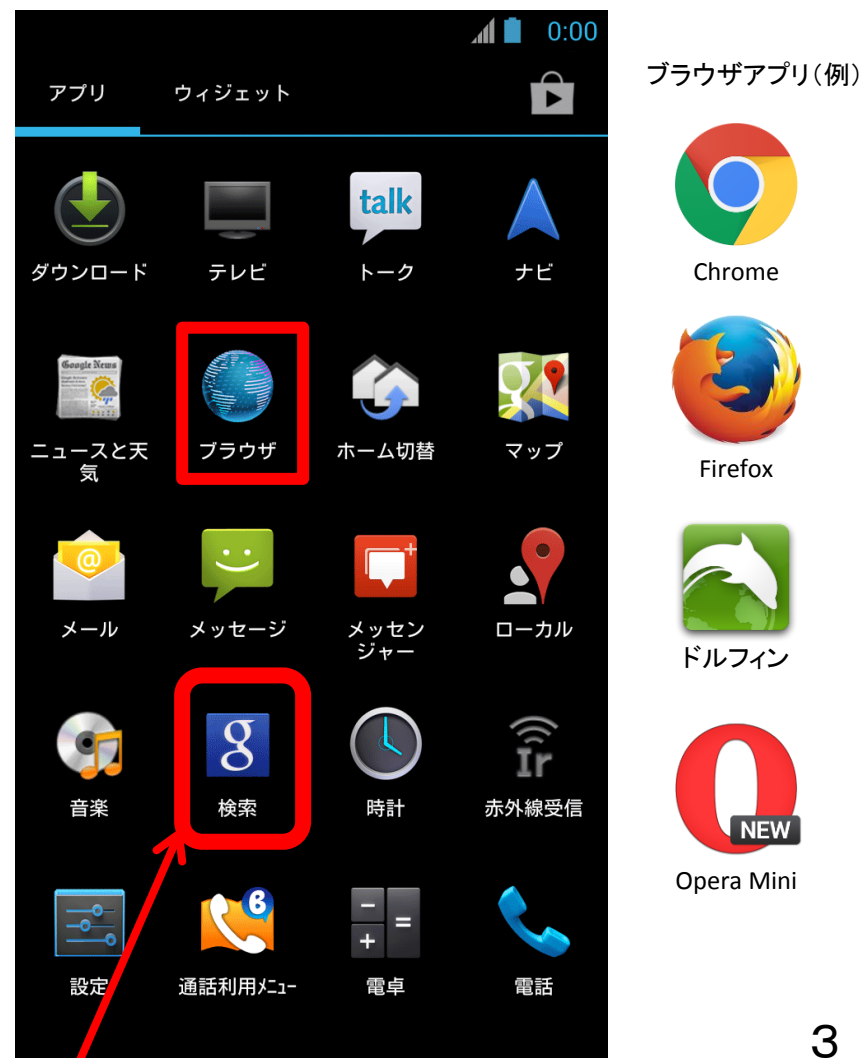 0:00
アプリ ウィジェット
ブラウザアプリ(例)
talk
ダウンロード テレビ トーク ナビ
Chrome
Google News
ニュースと天
気
ブラウザ ホーム切替 マップ
Firefox
@
メール メッセージ メッセン
ジャー
ローカル
ドルフィン
g
Ir
音楽 検索 時計 赤外線受信
NEW
Opera Mini
設定 通話利用メニュー 電卓 電話
3